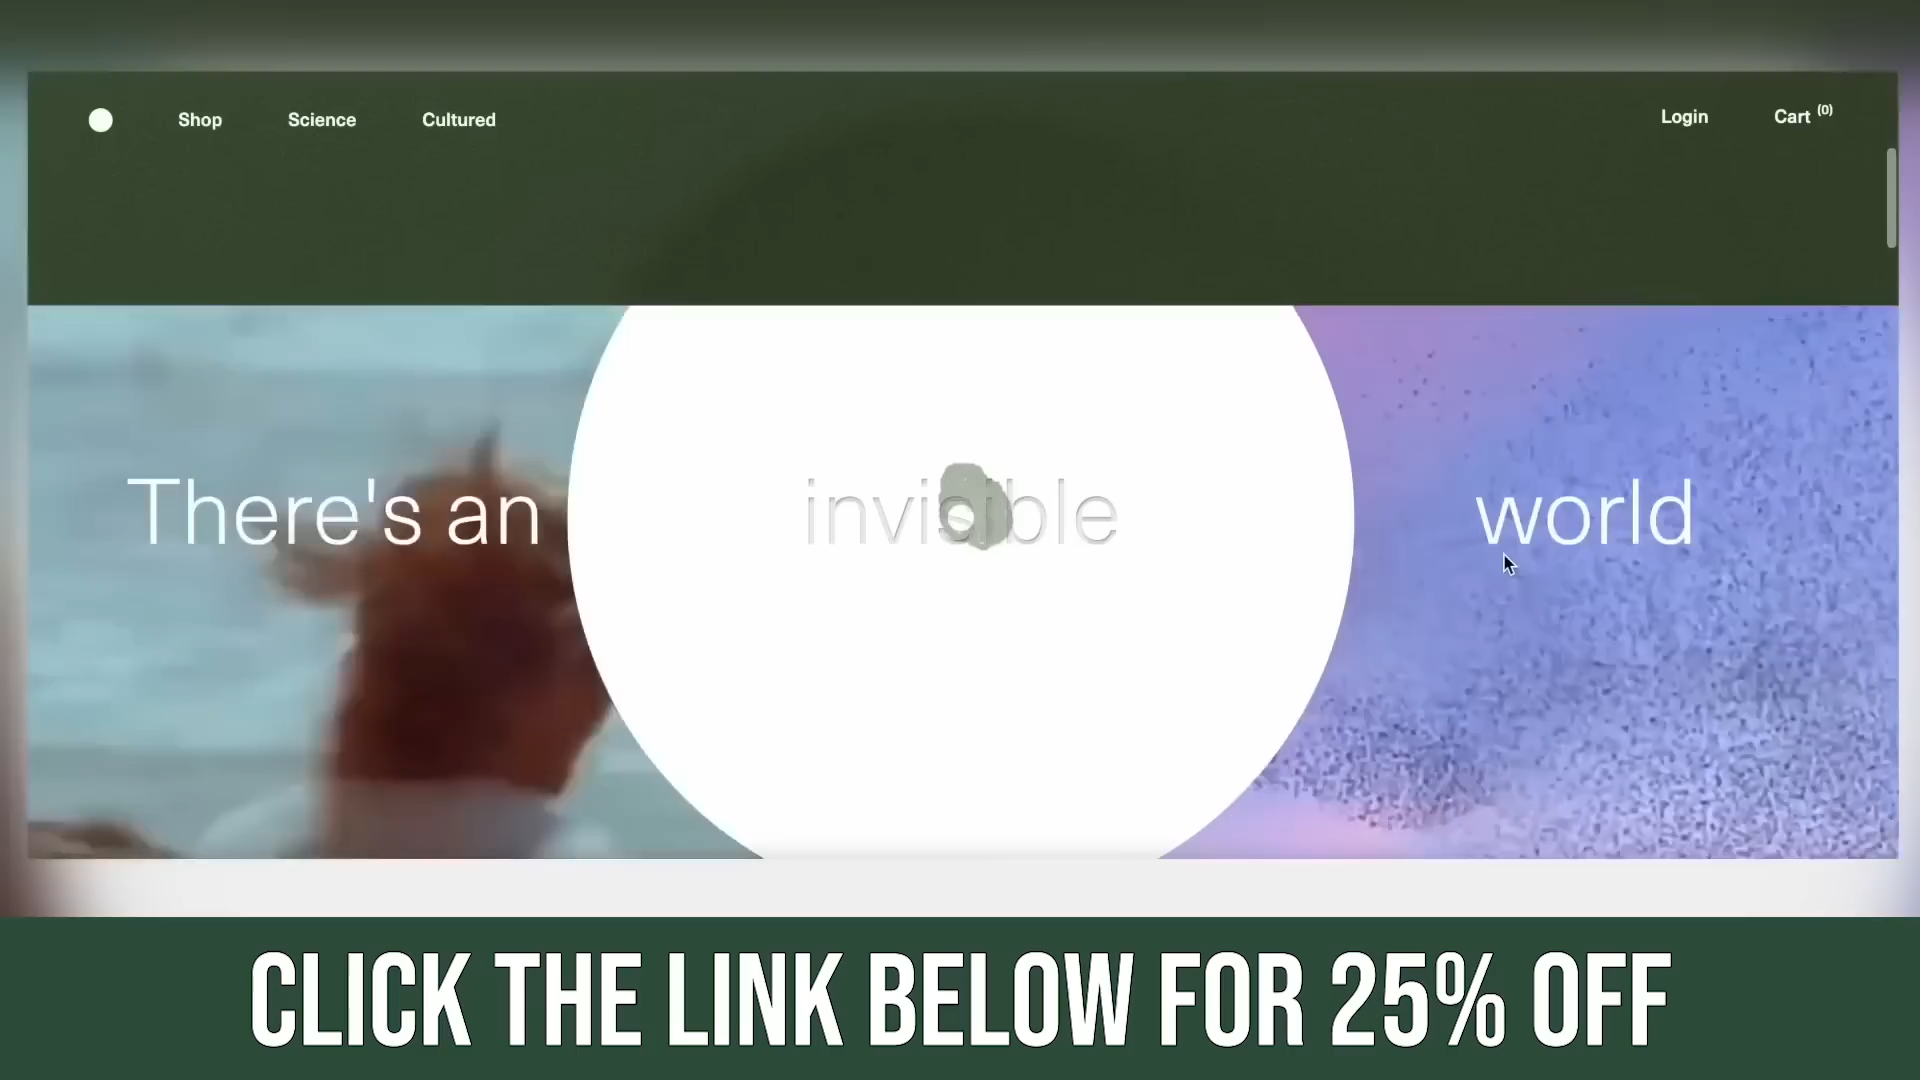 Shop Science Cultured Login Cart (0)
There's an invisible world
CLICK THE LINK BELOW FOR 25% OFF